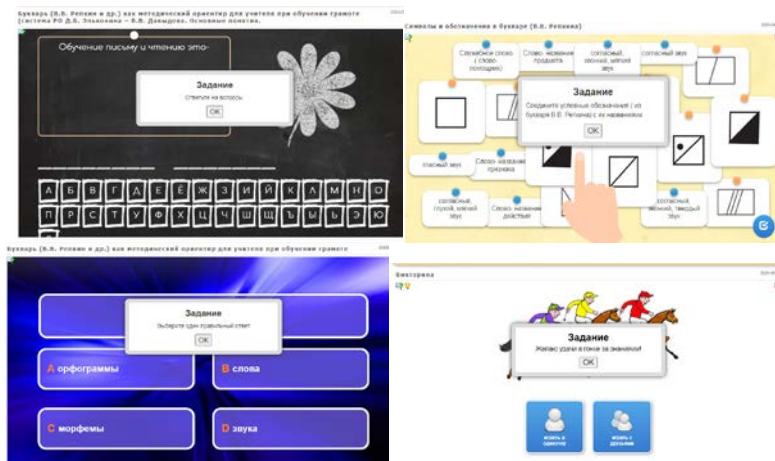 Букварь (В.В. Репкин и др.) как методический ориентир для учителя при обучении грамоте
(система РО Д.Б. Эльконина – В.В. Давыдова. Основные понятия.
Обучение письму и чтению это-
Задание
Ответьте на вопросы
OK
А Б В Г Д Е Ё Ж З И Й К Л М Н О
П Р С Т У Ф Х Ц Ч Ш Щ Ъ Ы Ь Э Ю
Символы и обозначения в букваре (В.В. Репкина)
Служебное слово
( слово-
помощник)
Слово- название
предмета
согласный,
звонкий, мягкий
звук
согласный звук
Задание
Соедините условные обозначения ( из
букваря В.В. Репкина) с их названиями.
OK
гласный звук
Слово- название
признака
согласный,
глухой, мягкий
звук
Слово- название
действия
согласный,
звонкий, твердый
звук
Букварь (В.В. Репкин и др.) как методический ориентир для учителя при обучении грамоте
Задание
Выберите один правильный ответ
OK
A орфограммы
B слова
C морфемы
D звука
Викторина
Задание
Желаю удачи в гонке за знаниями!
OK
играть в
одиночку
играть с
друзьями